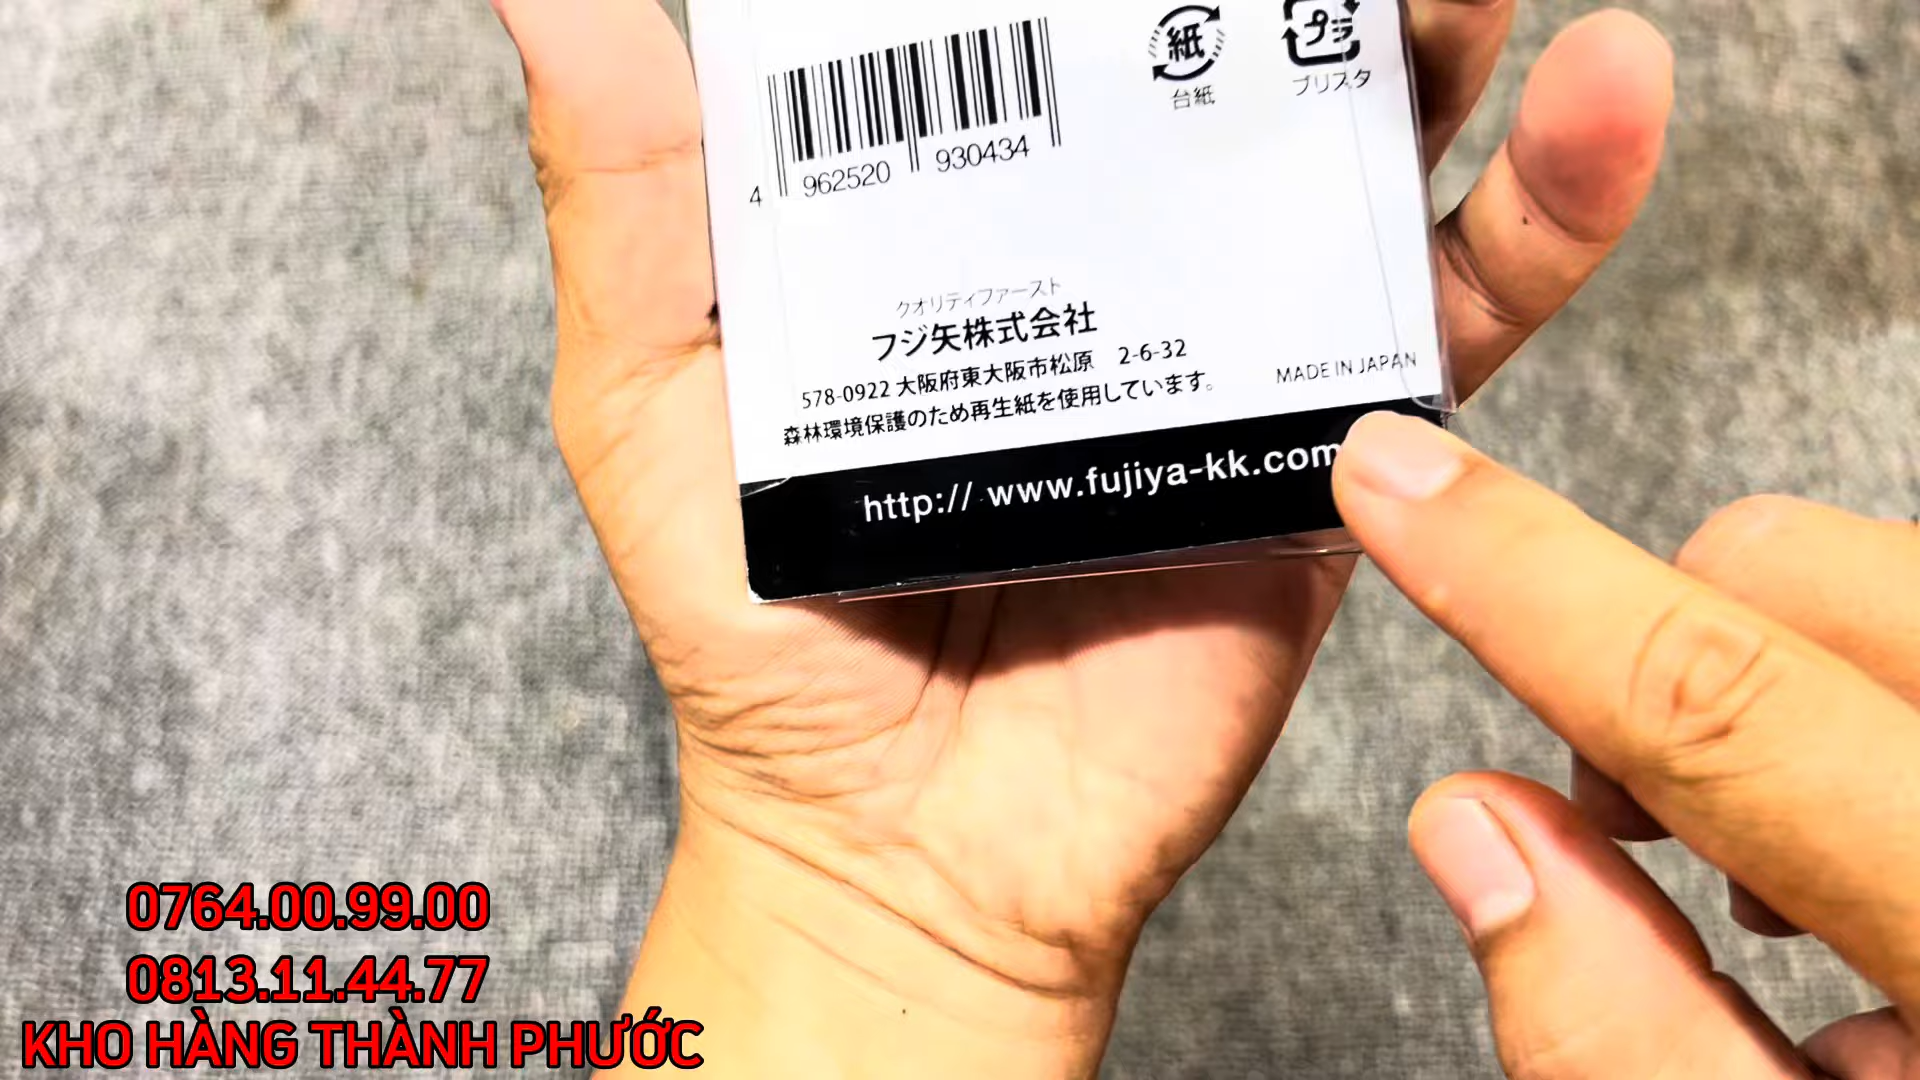 紙
プラ
台紙
ブリスタ
4 962520 930434
クオリティファースト
フジ矢株式会社
578-0922 大阪府東大阪市松原 2-6-32
森林環境保護のため再生紙を使用しています。
MADE IN JAPAN
http:// www.fujiya-kk.com
0764.00.99.00
0813.11.44.77
KHO HÀNG THÀNH PHƯỚC